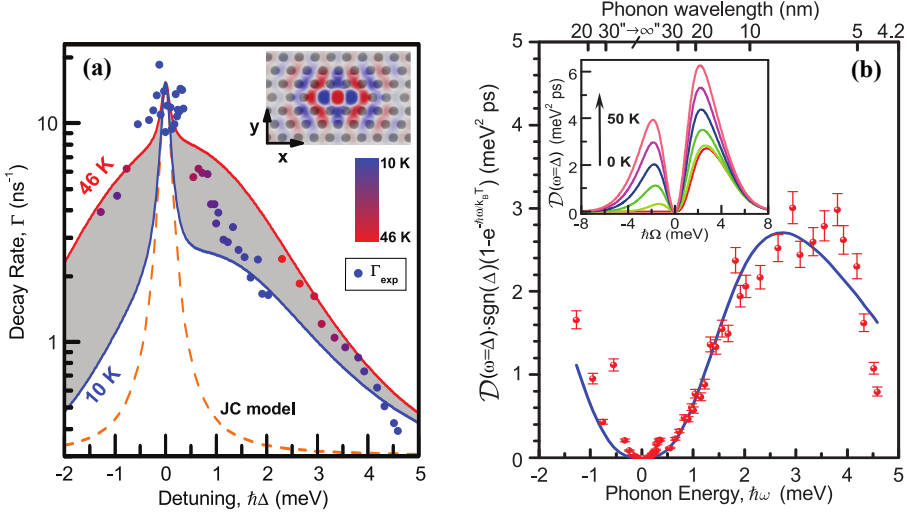 (a)
Decay Rate, Γ (ns⁻¹)
10
1
46 K
10 K
y
x
10 K
46 K
Γexp
JC model
-2 -1 0 1 2 3 4 5
Detuning, ħΔ (meV)
Phonon wavelength (nm)
20 30"→∞" 30 20 10 5 4.2
(b)
𝒟(ω=Δ)·sgn(Δ)(1-e^-ħω/k_BT) (meV² ps)
5
4
3
2
1
0
𝒟(ω=Δ) (meV² ps)
6
4
2
0
50 K
0 K
-8 -4 0 4 8
ħΩ (meV)
-2 -1 0 1 2 3 4 5
Phonon Energy, ħω (meV)